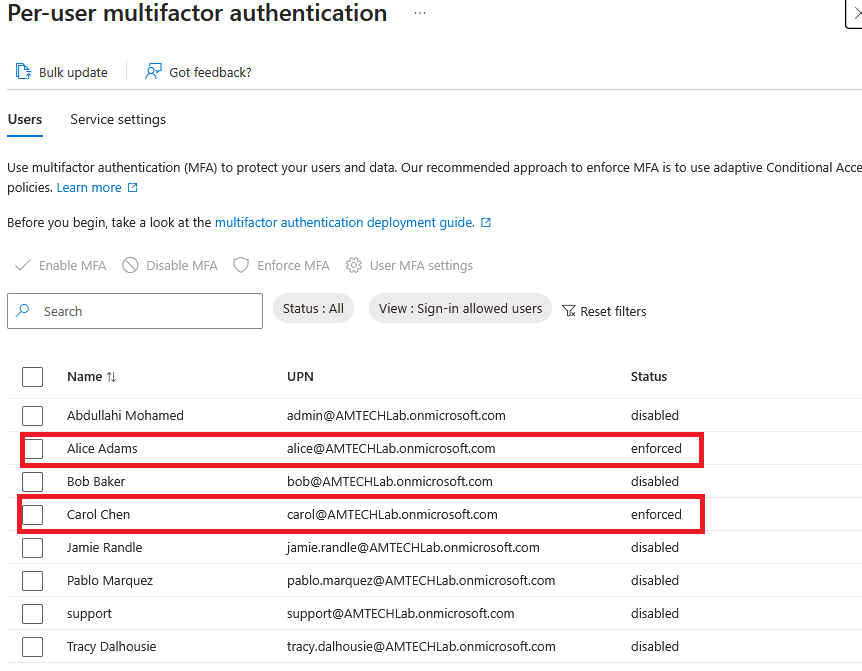 Per-user multifactor authentication ...
Bulk update Got feedback?
Users Service settings
Use multifactor authentication (MFA) to protect your users and data. Our recommended approach to enforce MFA is to use adaptive Conditional Acce
policies. Learn more
Before you begin, take a look at the multifactor authentication deployment guide.
Enable MFA Disable MFA Enforce MFA User MFA settings
Search Status : All View : Sign-in allowed users Reset filters
Name UPN Status
Abdullahi Mohamed admin@AMTECHLab.onmicrosoft.com disabled
Alice Adams alice@AMTECHLab.onmicrosoft.com enforced
Bob Baker bob@AMTECHLab.onmicrosoft.com disabled
Carol Chen carol@AMTECHLab.onmicrosoft.com enforced
Jamie Randle jamie.randle@AMTECHLab.onmicrosoft.com disabled
Pablo Marquez pablo.marquez@AMTECHLab.onmicrosoft.com disabled
support support@AMTECHLab.onmicrosoft.com disabled
Tracy Dalhousie tracy.dalhousie@AMTECHLab.onmicrosoft.com disabled